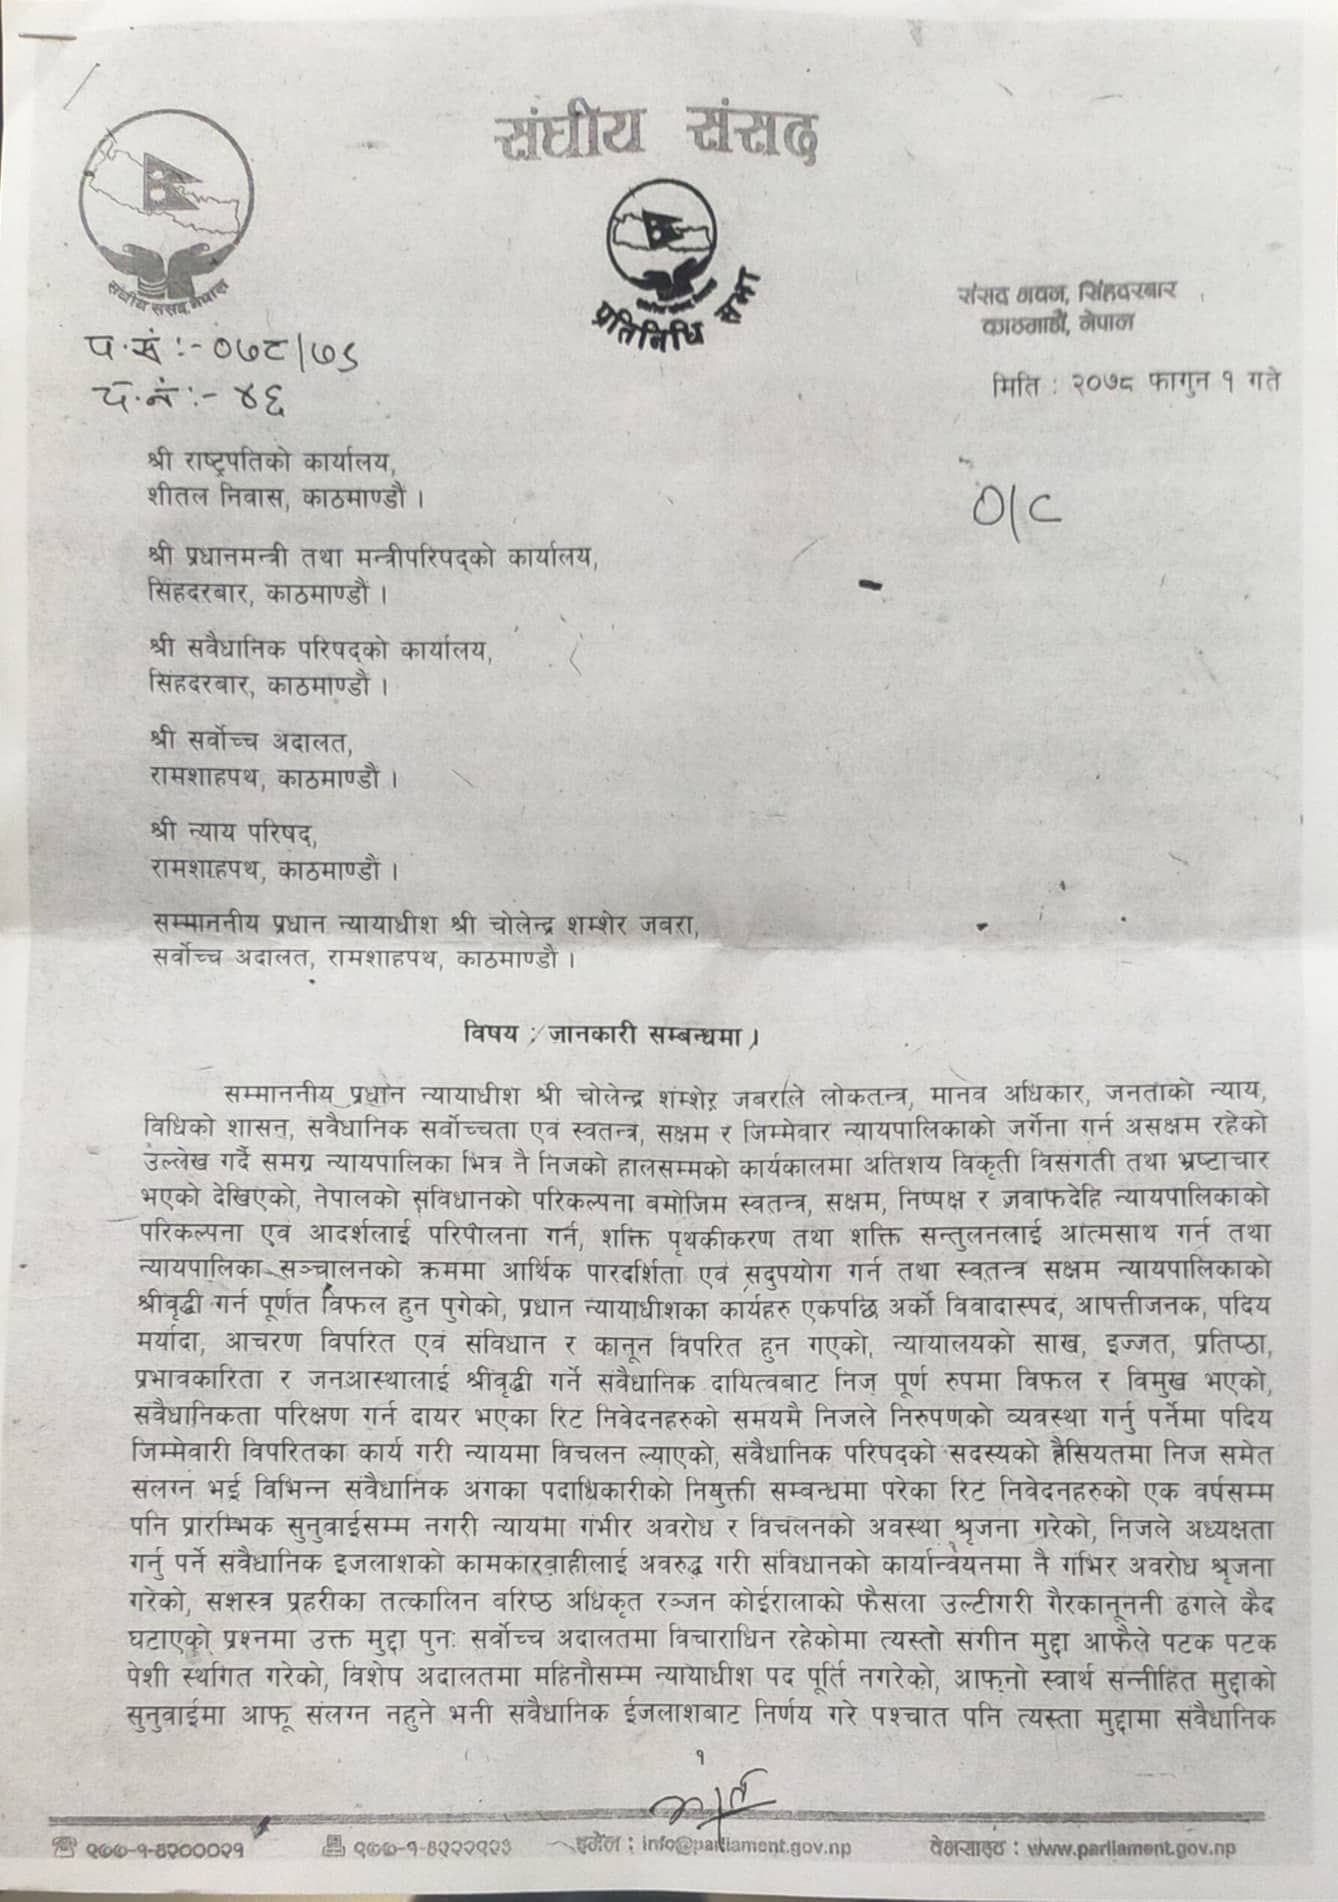 संघीय संसद
संघीय संसद नेपाल
प्रतिनिधि सभा
संसद भवन, सिंहदरबार
काठमाडौं, नेपाल
प.सं :- ०७८/७९
च.नं :- ४६
मिति : २०७८ फागुन १ गते
O/C
श्री राष्ट्रपतिको कार्यालय,
शीतल निवास, काठमाण्डौ ।
श्री प्रधानमन्त्री तथा मन्त्रीपरिषद्को कार्यालय,
सिंहदरबार, काठमाण्डौ ।
श्री सवैधानिक परिषद्को कार्यालय,
सिंहदरबार, काठमाण्डौ ।
श्री सर्वोच्च अदालत,
रामशाहपथ, काठमाण्डौ ।
श्री न्याय परिषद्,
रामशाहपथ, काठमाण्डौ ।
सम्माननीय प्रधान न्यायाधीश श्री चोलेन्द्र शम्शेर जवरा,
सर्वोच्च अदालत, रामशाहपथ, काठमाण्डौ ।
विषय : जानकारी सम्बन्धमा ।
सम्माननीय प्रधान न्यायाधीश श्री चोलेन्द्र शम्शेर जबराले लोकतन्त्र, मानव अधिकार, जनताको न्याय,
विधिको शासन, सवैधानिक सर्वोच्चता एवं स्वतन्त्र, सक्षम र जिम्मेवार न्यायपालिकाको जर्गेना गर्न असक्षम रहेको
उल्लेख गर्दै समग्र न्यायपालिका भित्र नै निजको हालसम्मको कार्यकालमा अतिशय विकृती विसंगती तथा भ्रष्टाचार
भएको देखिएको, नेपालको संविधानको परिकल्पना बमोजिम स्वतन्त्र, सक्षम, निष्पक्ष र जवाफदेहि न्यायपालिकाको
परिकल्पना एवं आदर्शलाई परिपालना गर्न, शक्ति पृथकीकरण तथा शक्ति सन्तुलनलाई आत्मसाथ गर्न तथा
न्यायपालिका सञ्चालनको क्रममा आर्थिक पारदर्शिता एवं सदुपयोग गर्न तथा स्वतन्त्र सक्षम न्यायपालिकाको
श्रीवृद्धी गर्न पूर्णत विफल हुन पुगेको, प्रधान न्यायाधीशका कार्यहरु एकपछि अर्को विवादास्पद, आपत्तीजनक, पदिय
मर्यादा, आचरण विपरित एवं संविधान र कानून विपरित हुन गएको, न्यायालयको साख, इज्जत, प्रतिष्ठा,
प्रभावकारिता र जनआस्थालाई श्रीवृद्धी गर्ने संवैधानिक दायित्वबाट निज पूर्ण रुपमा विफल र विमुख भएको,
सवैधानिकता परिक्षण गर्न दायर भएका रिट निवेदनहरुको समयमै निजले निरुपणको व्यवस्था गर्नु पर्नेमा पदिय
जिम्मेवारी विपरितका कार्य गरी न्यायमा विचलन ल्याएको, संवैधानिक परिषदको सदस्यको हैसियतमा निज समेत
संलग्न भई विभिन्न संवैधानिक अंगका पदाधिकारीको नियुक्ती सम्बन्धमा परेका रिट निवेदनहरुको एक वर्षसम्म
पनि प्रारम्भिक सुनुवाईसम्म नगरी न्यायमा गंभीर अवरोध र विचलनको अवस्था श्रृजना गरेको, निजले अध्यक्षता
गर्नु पर्ने संवैधानिक इजलाशको कामकारवाहीलाई अवरुद्ध गरी संविधानको कार्यान्वेयनमा नै गंभिर अवरोध श्रृजना
गरेको, सशस्त्र प्रहरीका तत्कालिन वरिष्ठ अधिकृत रञ्जन कोईरालाको फैसला उल्टीगरी गैरकानूननी ढंगले कैद
घटाएको प्रश्नमा उक्त मुद्दा पुनः सर्वोच्च अदालतमा विचाराधिन रहेकोमा त्यस्तो संगीन मुद्दा आफैले पटक पटक
पेशी स्थगित गरेको, विशेष अदालतमा महिनौसम्म न्यायाधीश पद पूर्ति नगरेको, आफ्नो स्वार्थ सन्नीहित मुद्दाको
सुनुवाईमा आफू संलग्न नहुने भनी संवैधानिक ईजलाशबाट निर्णय गरे पश्चात पनि त्यस्ता मुद्दामा संवैधानिक
१
९७७-१-४२०००२१
९७७-१-४२२२९२३
इमेल : info@parliament.gov.np
वेभसाइट : www.parliament.gov.np